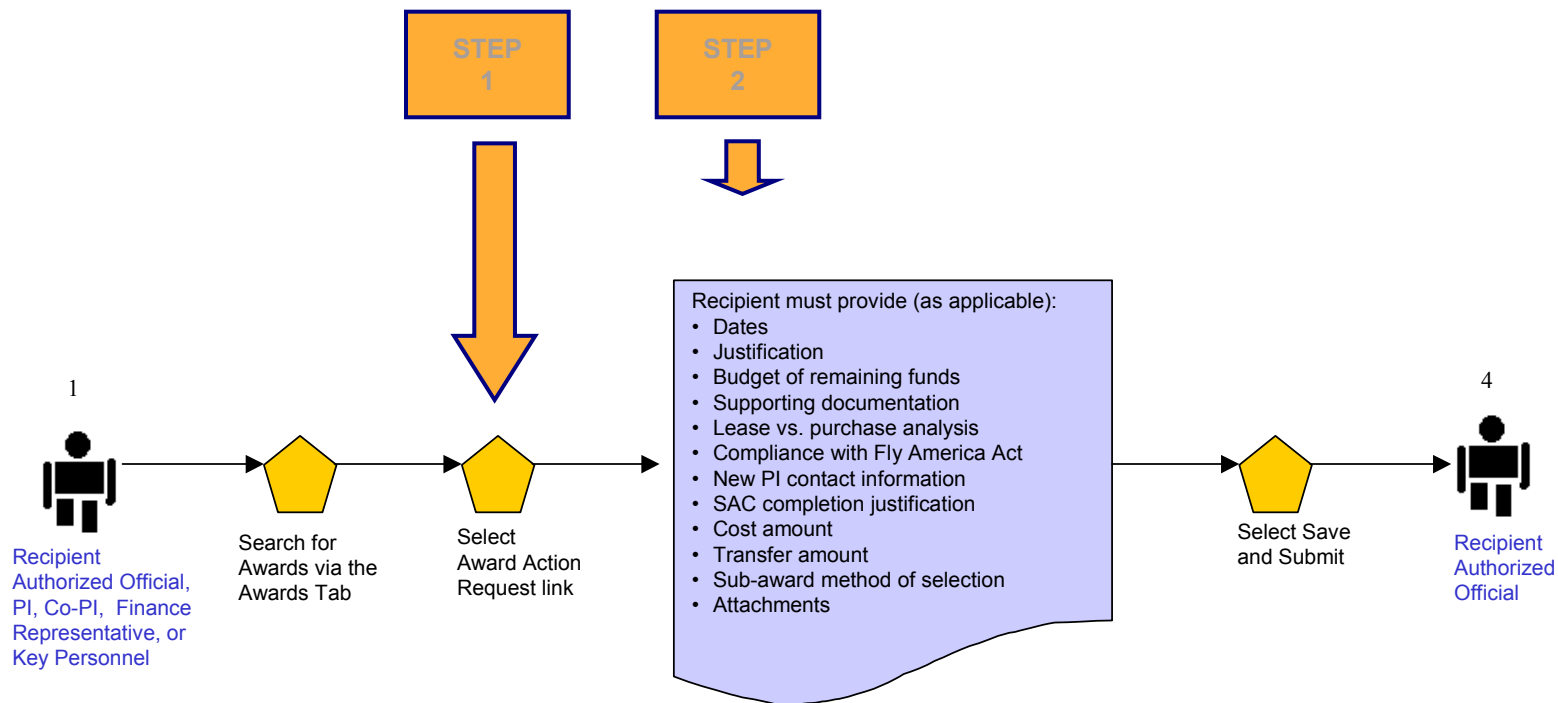 STEP
1
STEP
2
Recipient must provide (as applicable):
• Dates
• Justification
• Budget of remaining funds
• Supporting documentation
• Lease vs. purchase analysis
• Compliance with Fly America Act
• New PI contact information
• SAC completion justification
• Cost amount
• Transfer amount
• Sub-award method of selection
• Attachments
1
Recipient
Authorized Official,
PI, Co-PI, Finance
Representative, or
Key Personnel
Search for
Awards via the
Awards Tab
Select
Award Action
Request link
Select Save
and Submit
4
Recipient
Authorized
Official